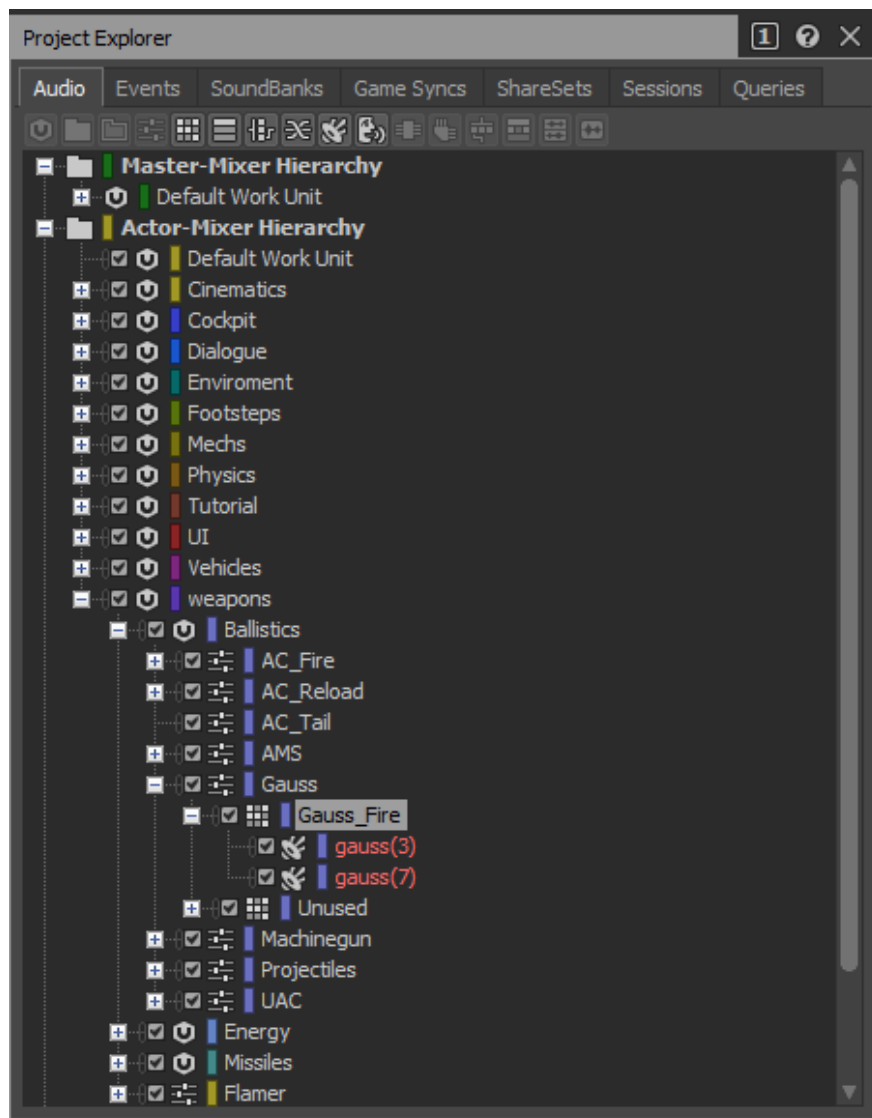 Project Explorer 1 ?
Audio Events SoundBanks Game Syncs ShareSets Sessions Queries
Master-Mixer Hierarchy
Default Work Unit
Actor-Mixer Hierarchy
Default Work Unit
Cinematics
Cockpit
Dialogue
Enviroment
Footsteps
Mechs
Physics
Tutorial
UI
Vehicles
weapons
Ballistics
AC_Fire
AC_Reload
AC_Tail
AMS
Gauss
Gauss_Fire
gauss(3)
gauss(7)
Unused
Machinegun
Projectiles
UAC
Energy
Missiles
Flamer